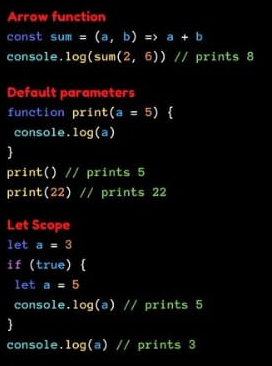 Arrow function
const sum = (a, b) => a + b
console.log(sum(2, 6)) // prints 8
Default parameters
function print(a = 5) {
console.log(a)
}
print() // prints 5
print(22) // prints 22
Let Scope
let a = 3
if (true) {
let a = 5
console.log(a) // prints 5
}
console.log(a) // prints 3